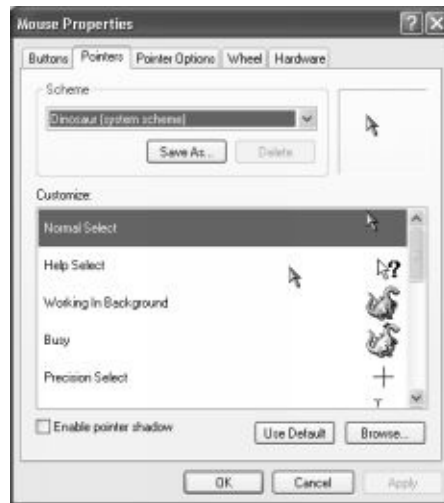 Mouse Properties
Buttons Pointers Pointer Options Wheel Hardware
Scheme
Dinosaur (system scheme)
Save As... Delete
Customize:
Normal Select
Help Select
Working In Background
Busy
Precision Select
Enable pointer shadow
Use Default Browse...
OK Cancel Apply